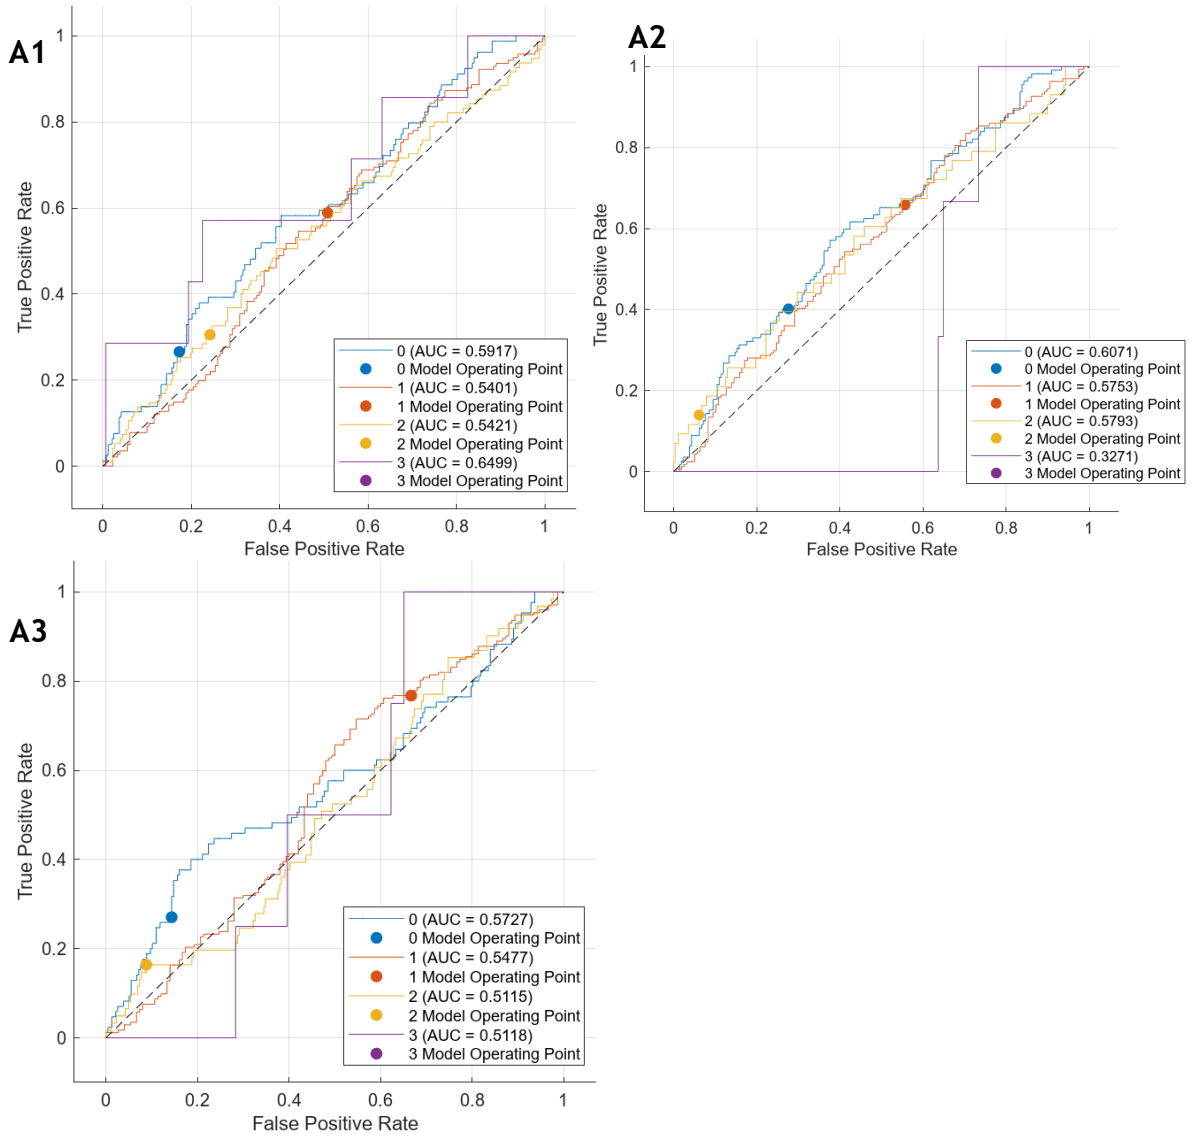 A1
1
0.8
0.6
0.4
0.2
0
True Positive Rate
0 (AUC = 0.5917)
0 Model Operating Point
1 (AUC = 0.5401)
1 Model Operating Point
2 (AUC = 0.5421)
2 Model Operating Point
3 (AUC = 0.6499)
3 Model Operating Point
0 0.2 0.4 0.6 0.8 1
False Positive Rate
A2
1
0.8
0.6
0.4
0.2
0
True Positive Rate
0 (AUC = 0.6071)
0 Model Operating Point
1 (AUC = 0.5753)
1 Model Operating Point
2 (AUC = 0.5793)
2 Model Operating Point
3 (AUC = 0.3271)
3 Model Operating Point
0 0.2 0.4 0.6 0.8 1
False Positive Rate
A3
1
0.8
0.6
0.4
0.2
0
True Positive Rate
0 (AUC = 0.5727)
0 Model Operating Point
1 (AUC = 0.5477)
1 Model Operating Point
2 (AUC = 0.5115)
2 Model Operating Point
3 (AUC = 0.5118)
3 Model Operating Point
0 0.2 0.4 0.6 0.8 1
False Positive Rate